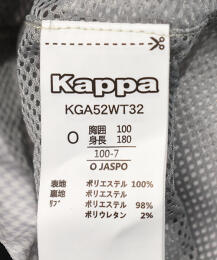 Kappa
KGA52WT32
O 胸囲 100
身長 180
100-7
O JASPO
表地 ポリエステル 100%
裏地 ポリエステル
ﾘﾌﾞ ポリエステル 98%
ポリウレタン 2%